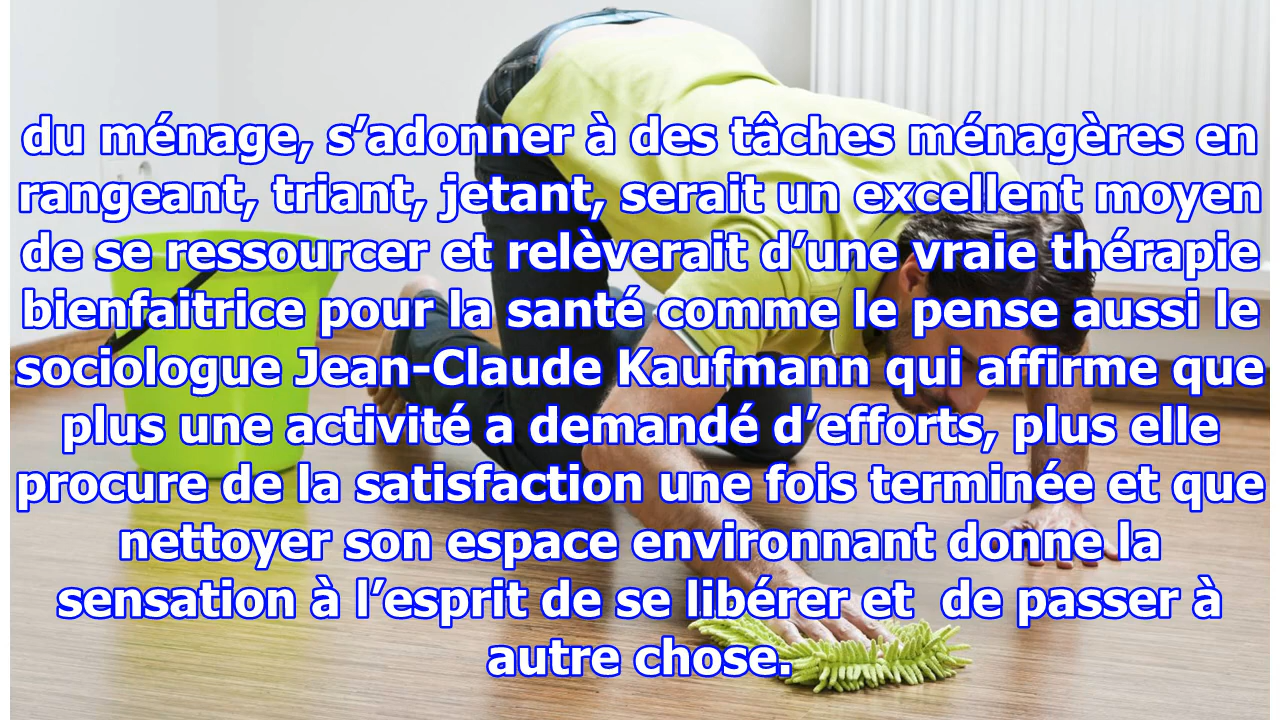 du ménage, s’adonner à des tâches ménagères en
rangeant, triant, jetant, serait un excellent moyen
de se ressourcer et relèverait d’une vraie thérapie
bienfaitrice pour la santé comme le pense aussi le
sociologue Jean-Claude Kaufmann qui affirme que
plus une activité a demandé d’efforts, plus elle
procure de la satisfaction une fois terminée et que
nettoyer son espace environnant donne la
sensation à l’esprit de se libérer et  de passer à
autre chose.